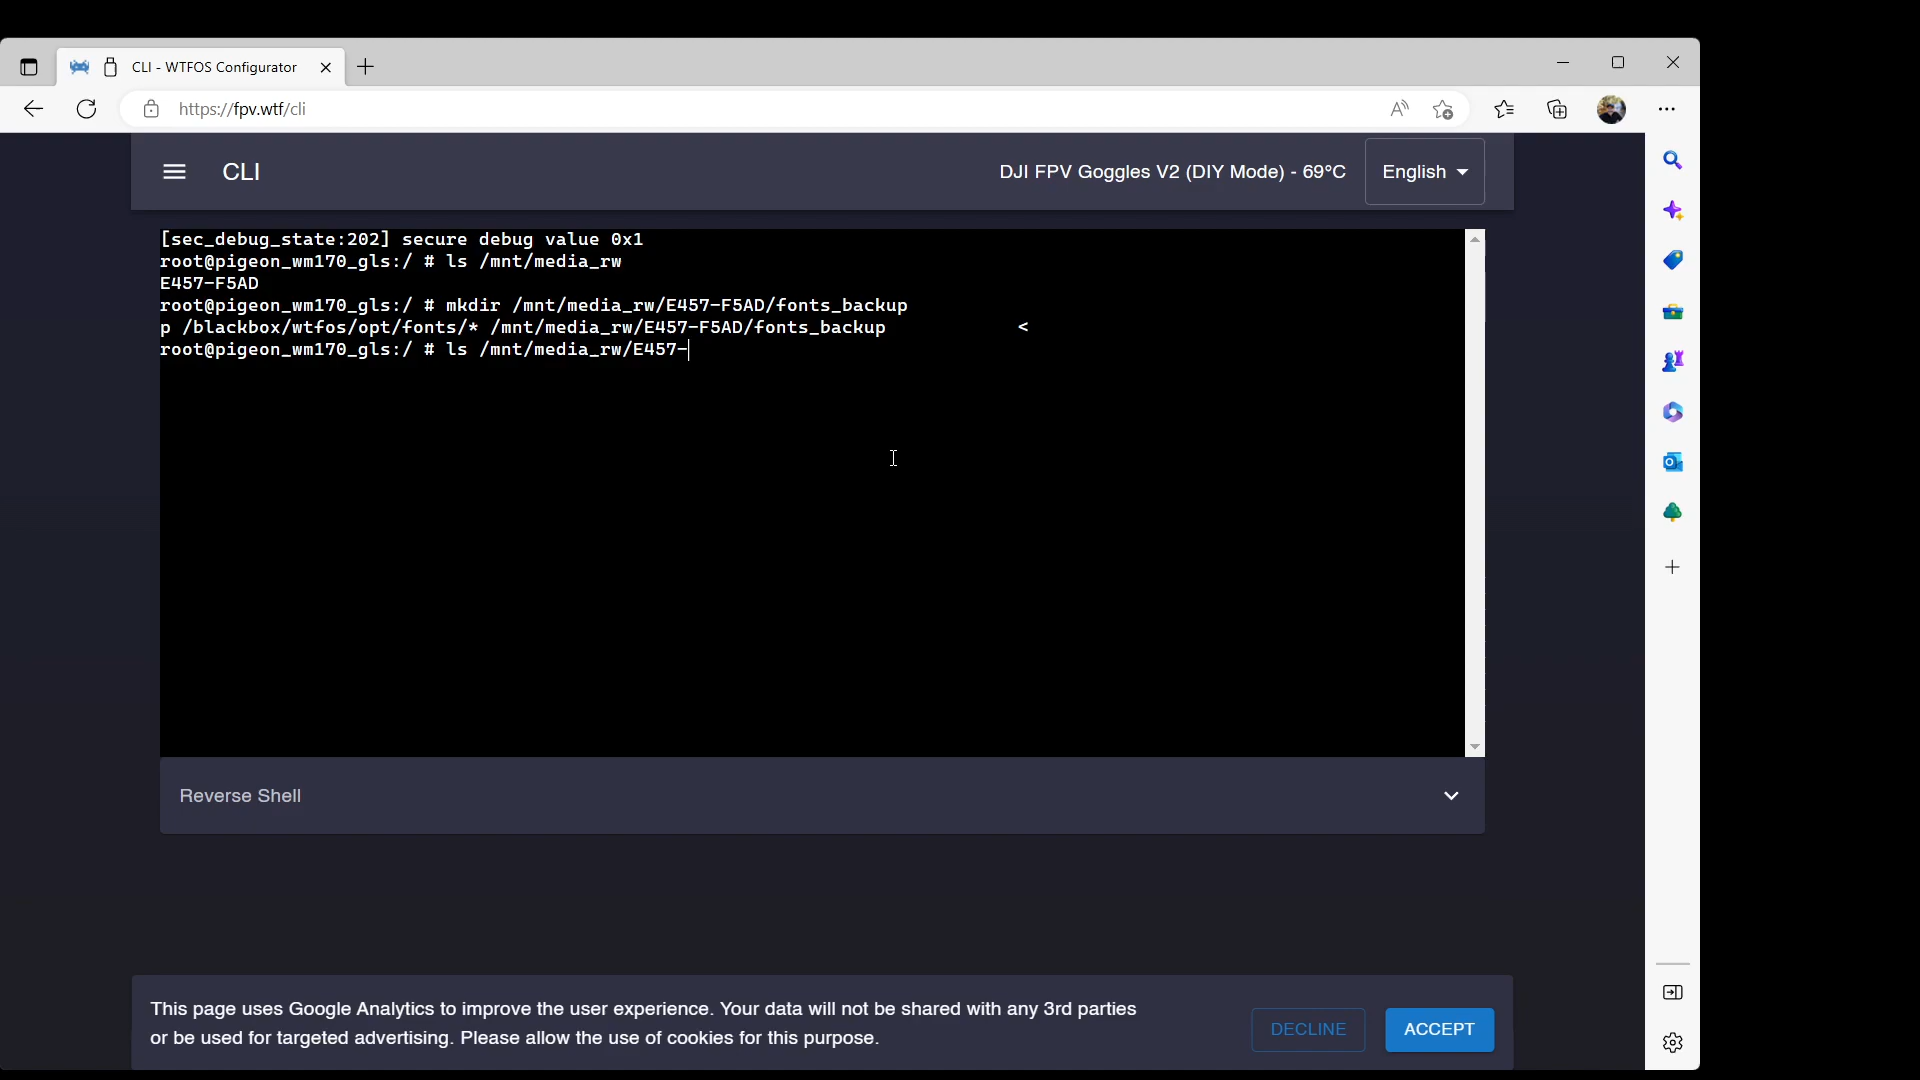 CLI - WTFOS Configurator
https://fpv.wtf/cli
CLI
DJI FPV Goggles V2 (DIY Mode) - 69°C
English
[sec_debug_state:202] secure debug value 0x1
root@pigeon_wm170_gls:/ # ls /mnt/media_rw
E457-F5AD
root@pigeon_wm170_gls:/ # mkdir /mnt/media_rw/E457-F5AD/fonts_backup
p /blackbox/wtfos/opt/fonts/* /mnt/media_rw/E457-F5AD/fonts_backup            <
root@pigeon_wm170_gls:/ # ls /mnt/media_rw/E457-
Reverse Shell
This page uses Google Analytics to improve the user experience. Your data will not be shared with any 3rd parties
or be used for targeted advertising. Please allow the use of cookies for this purpose.
DECLINE
ACCEPT